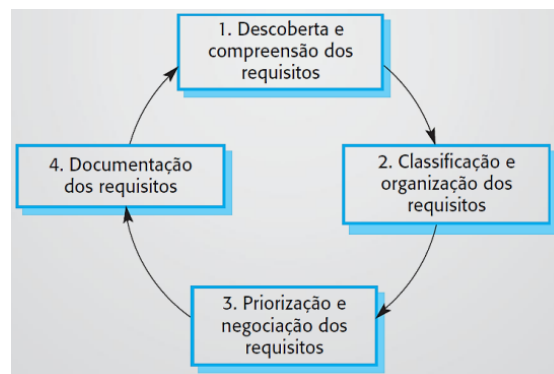 1. Descoberta e
compreensão dos
requisitos
2. Classificação e
organização dos
requisitos
3. Priorização e
negociação dos
requisitos
4. Documentação
dos requisitos